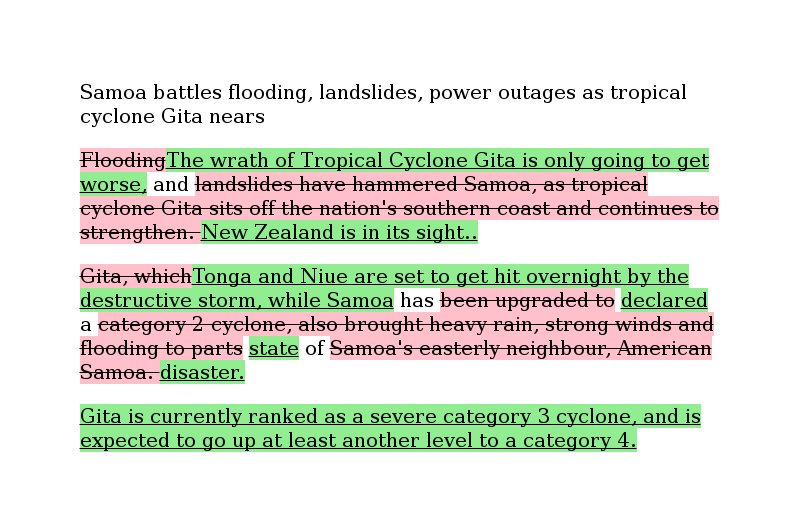 Samoa battles flooding, landslides, power outages as tropical
cyclone Gita nears
FloodingThe wrath of Tropical Cyclone Gita is only going to get
worse, and landslides have hammered Samoa, as tropical
cyclone Gita sits off the nation's southern coast and continues to
strengthen. New Zealand is in its sight..
Gita, whichTonga and Niue are set to get hit overnight by the
destructive storm, while Samoa has been upgraded to declared
a category 2 cyclone, also brought heavy rain, strong winds and
flooding to parts state of Samoa's easterly neighbour, American
Samoa. disaster.
Gita is currently ranked as a severe category 3 cyclone, and is
expected to go up at least another level to a category 4.